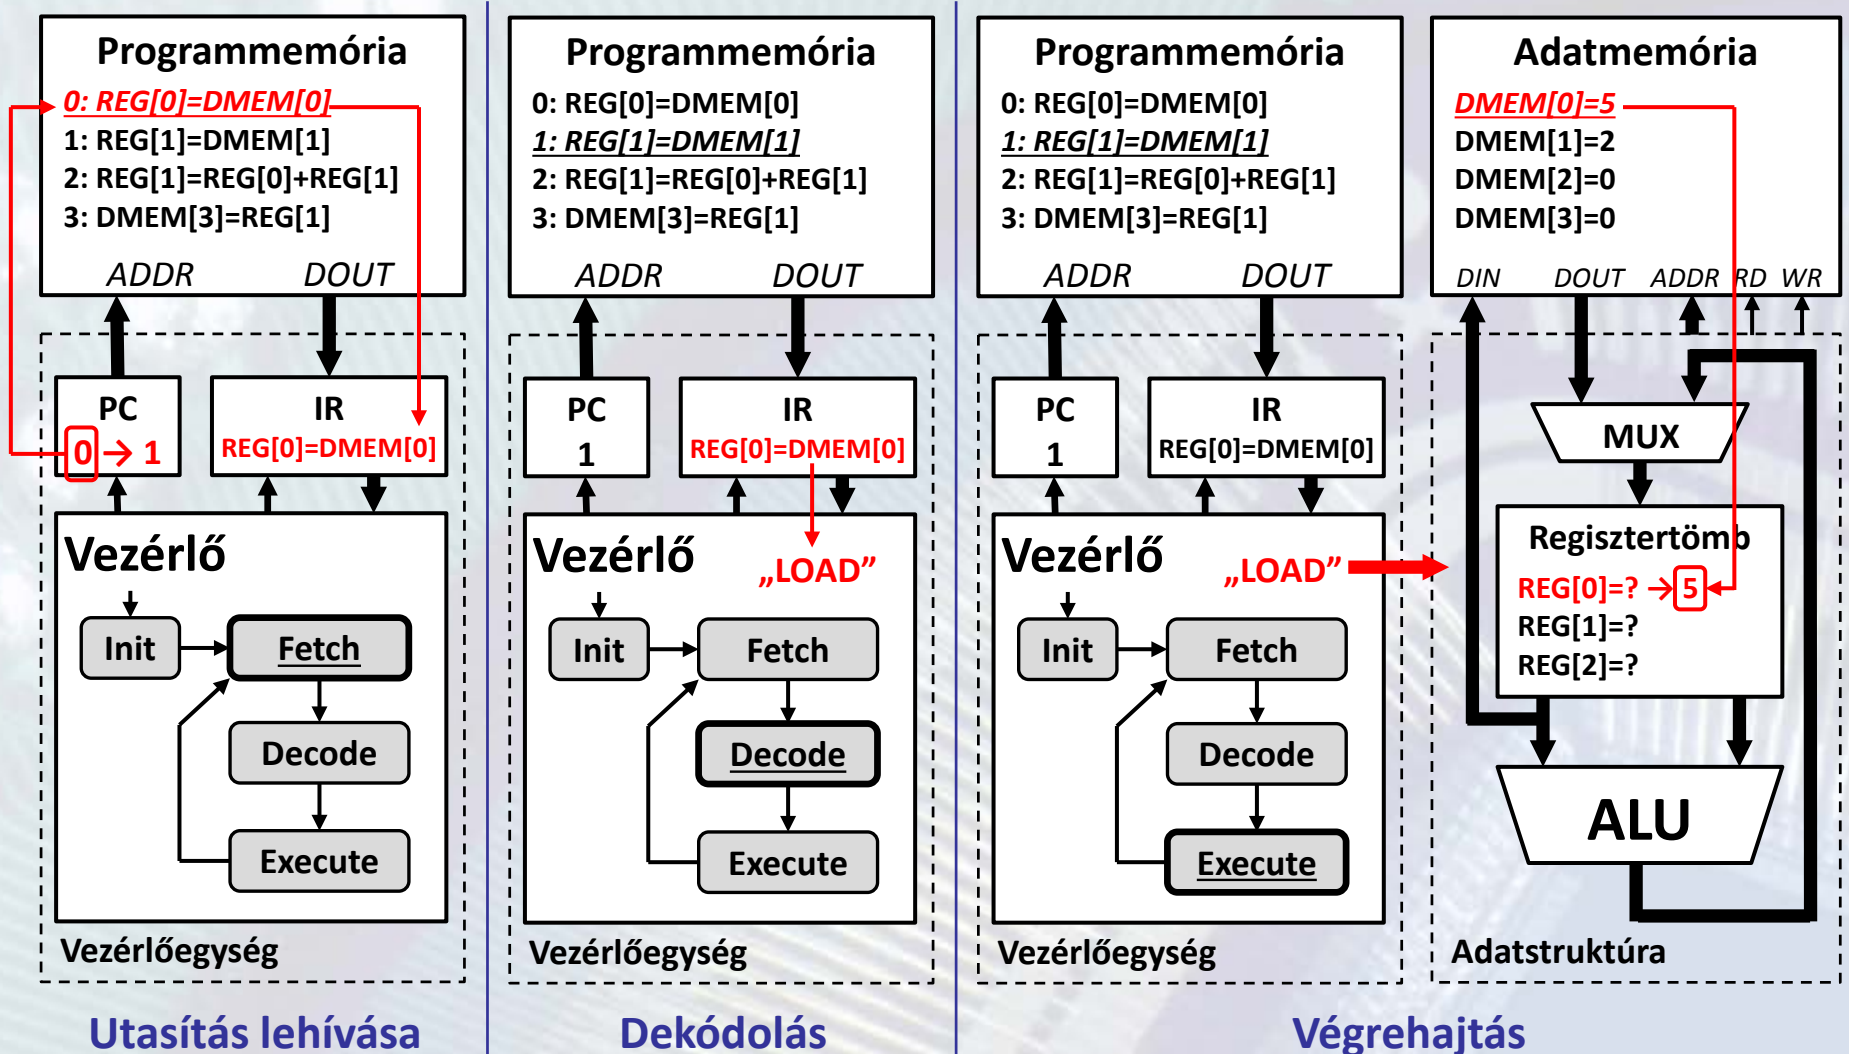 Programmemória
0: REG[0]=DMEM[0]
1: REG[1]=DMEM[1]
2: REG[1]=REG[0]+REG[1]
3: DMEM[3]=REG[1]
ADDR DOUT
PC
0 → 1
IR
REG[0]=DMEM[0]
Vezérlő
Init
Fetch
Decode
Execute
Vezérlőegység
Utasítás lehívása
Programmemória
0: REG[0]=DMEM[0]
1: REG[1]=DMEM[1]
2: REG[1]=REG[0]+REG[1]
3: DMEM[3]=REG[1]
ADDR DOUT
PC
1
IR
REG[0]=DMEM[0]
Vezérlő
„LOAD”
Init
Fetch
Decode
Execute
Vezérlőegység
Dekódolás
Programmemória
0: REG[0]=DMEM[0]
1: REG[1]=DMEM[1]
2: REG[1]=REG[0]+REG[1]
3: DMEM[3]=REG[1]
ADDR DOUT
PC
1
IR
REG[0]=DMEM[0]
Vezérlő
„LOAD”
Init
Fetch
Decode
Execute
Vezérlőegység
Adatmemória
DMEM[0]=5
DMEM[1]=2
DMEM[2]=0
DMEM[3]=0
DIN DOUT ADDR RD WR
MUX
Regisztertömb
REG[0]=? → 5
REG[1]=?
REG[2]=?
ALU
Adatstruktúra
Végrehajtás